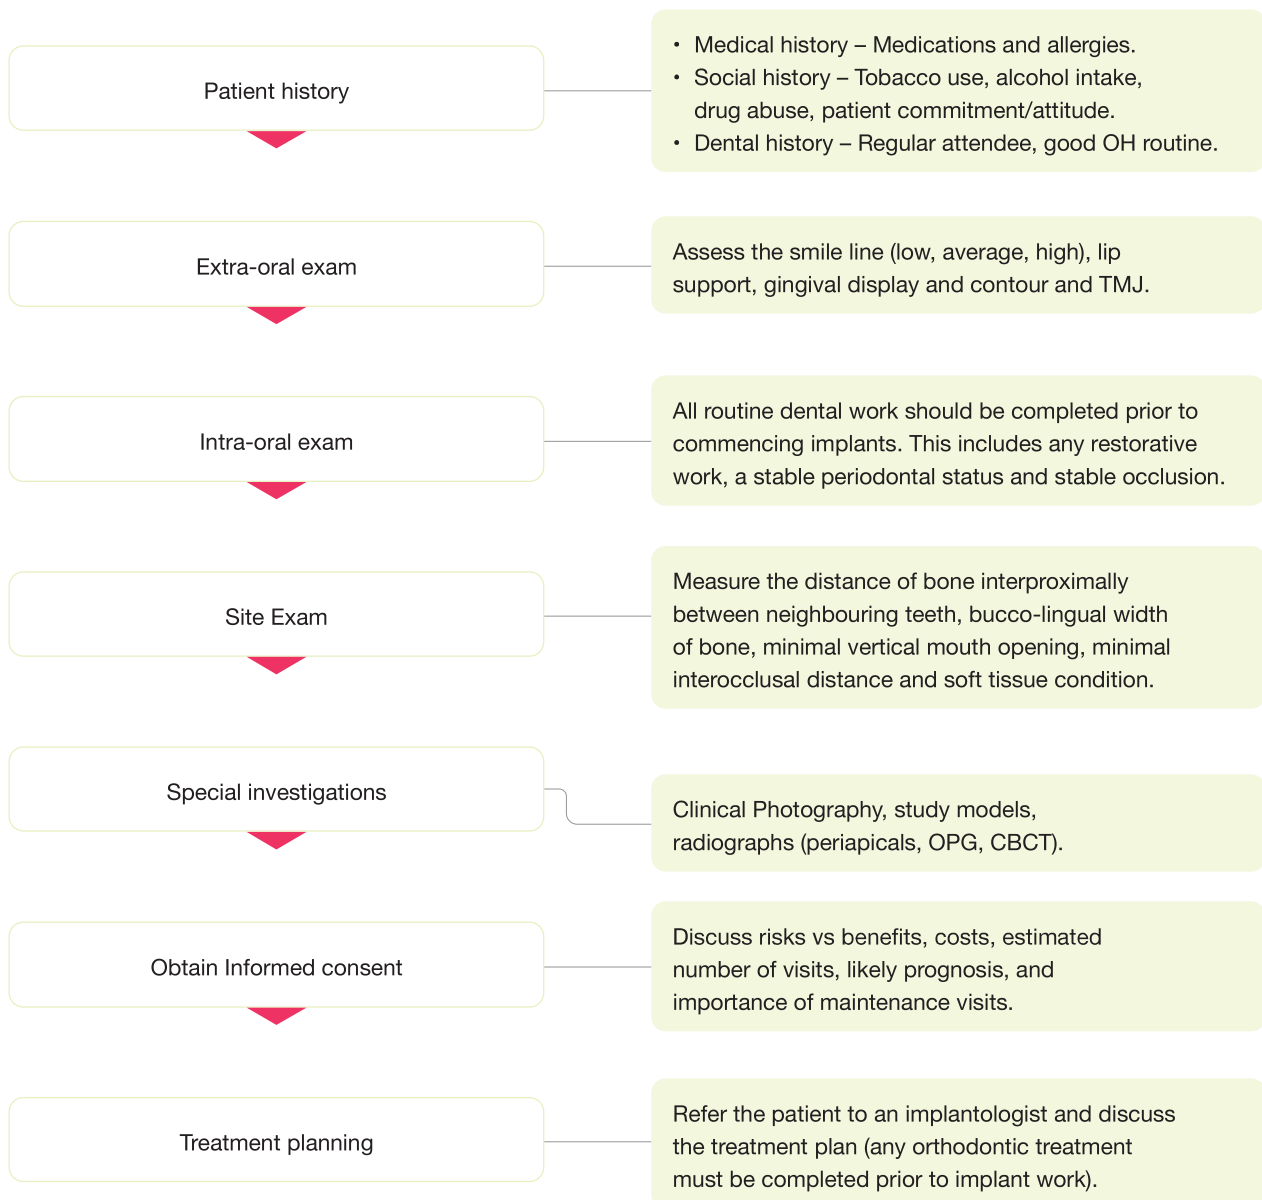 Patient history
• Medical history – Medications and allergies.
• Social history – Tobacco use, alcohol intake,
drug abuse, patient commitment/attitude.
• Dental history – Regular attendee, good OH routine.
Extra-oral exam
Assess the smile line (low, average, high), lip
support, gingival display and contour and TMJ.
Intra-oral exam
All routine dental work should be completed prior to
commencing implants. This includes any restorative
work, a stable periodontal status and stable occlusion.
Site Exam
Measure the distance of bone interproximally
between neighbouring teeth, bucco-lingual width
of bone, minimal vertical mouth opening, minimal
interocclusal distance and soft tissue condition.
Special investigations
Clinical Photography, study models,
radiographs (periapicals, OPG, CBCT).
Obtain Informed consent
Discuss risks vs benefits, costs, estimated
number of visits, likely prognosis, and
importance of maintenance visits.
Treatment planning
Refer the patient to an implantologist and discuss
the treatment plan (any orthodontic treatment
must be completed prior to implant work).